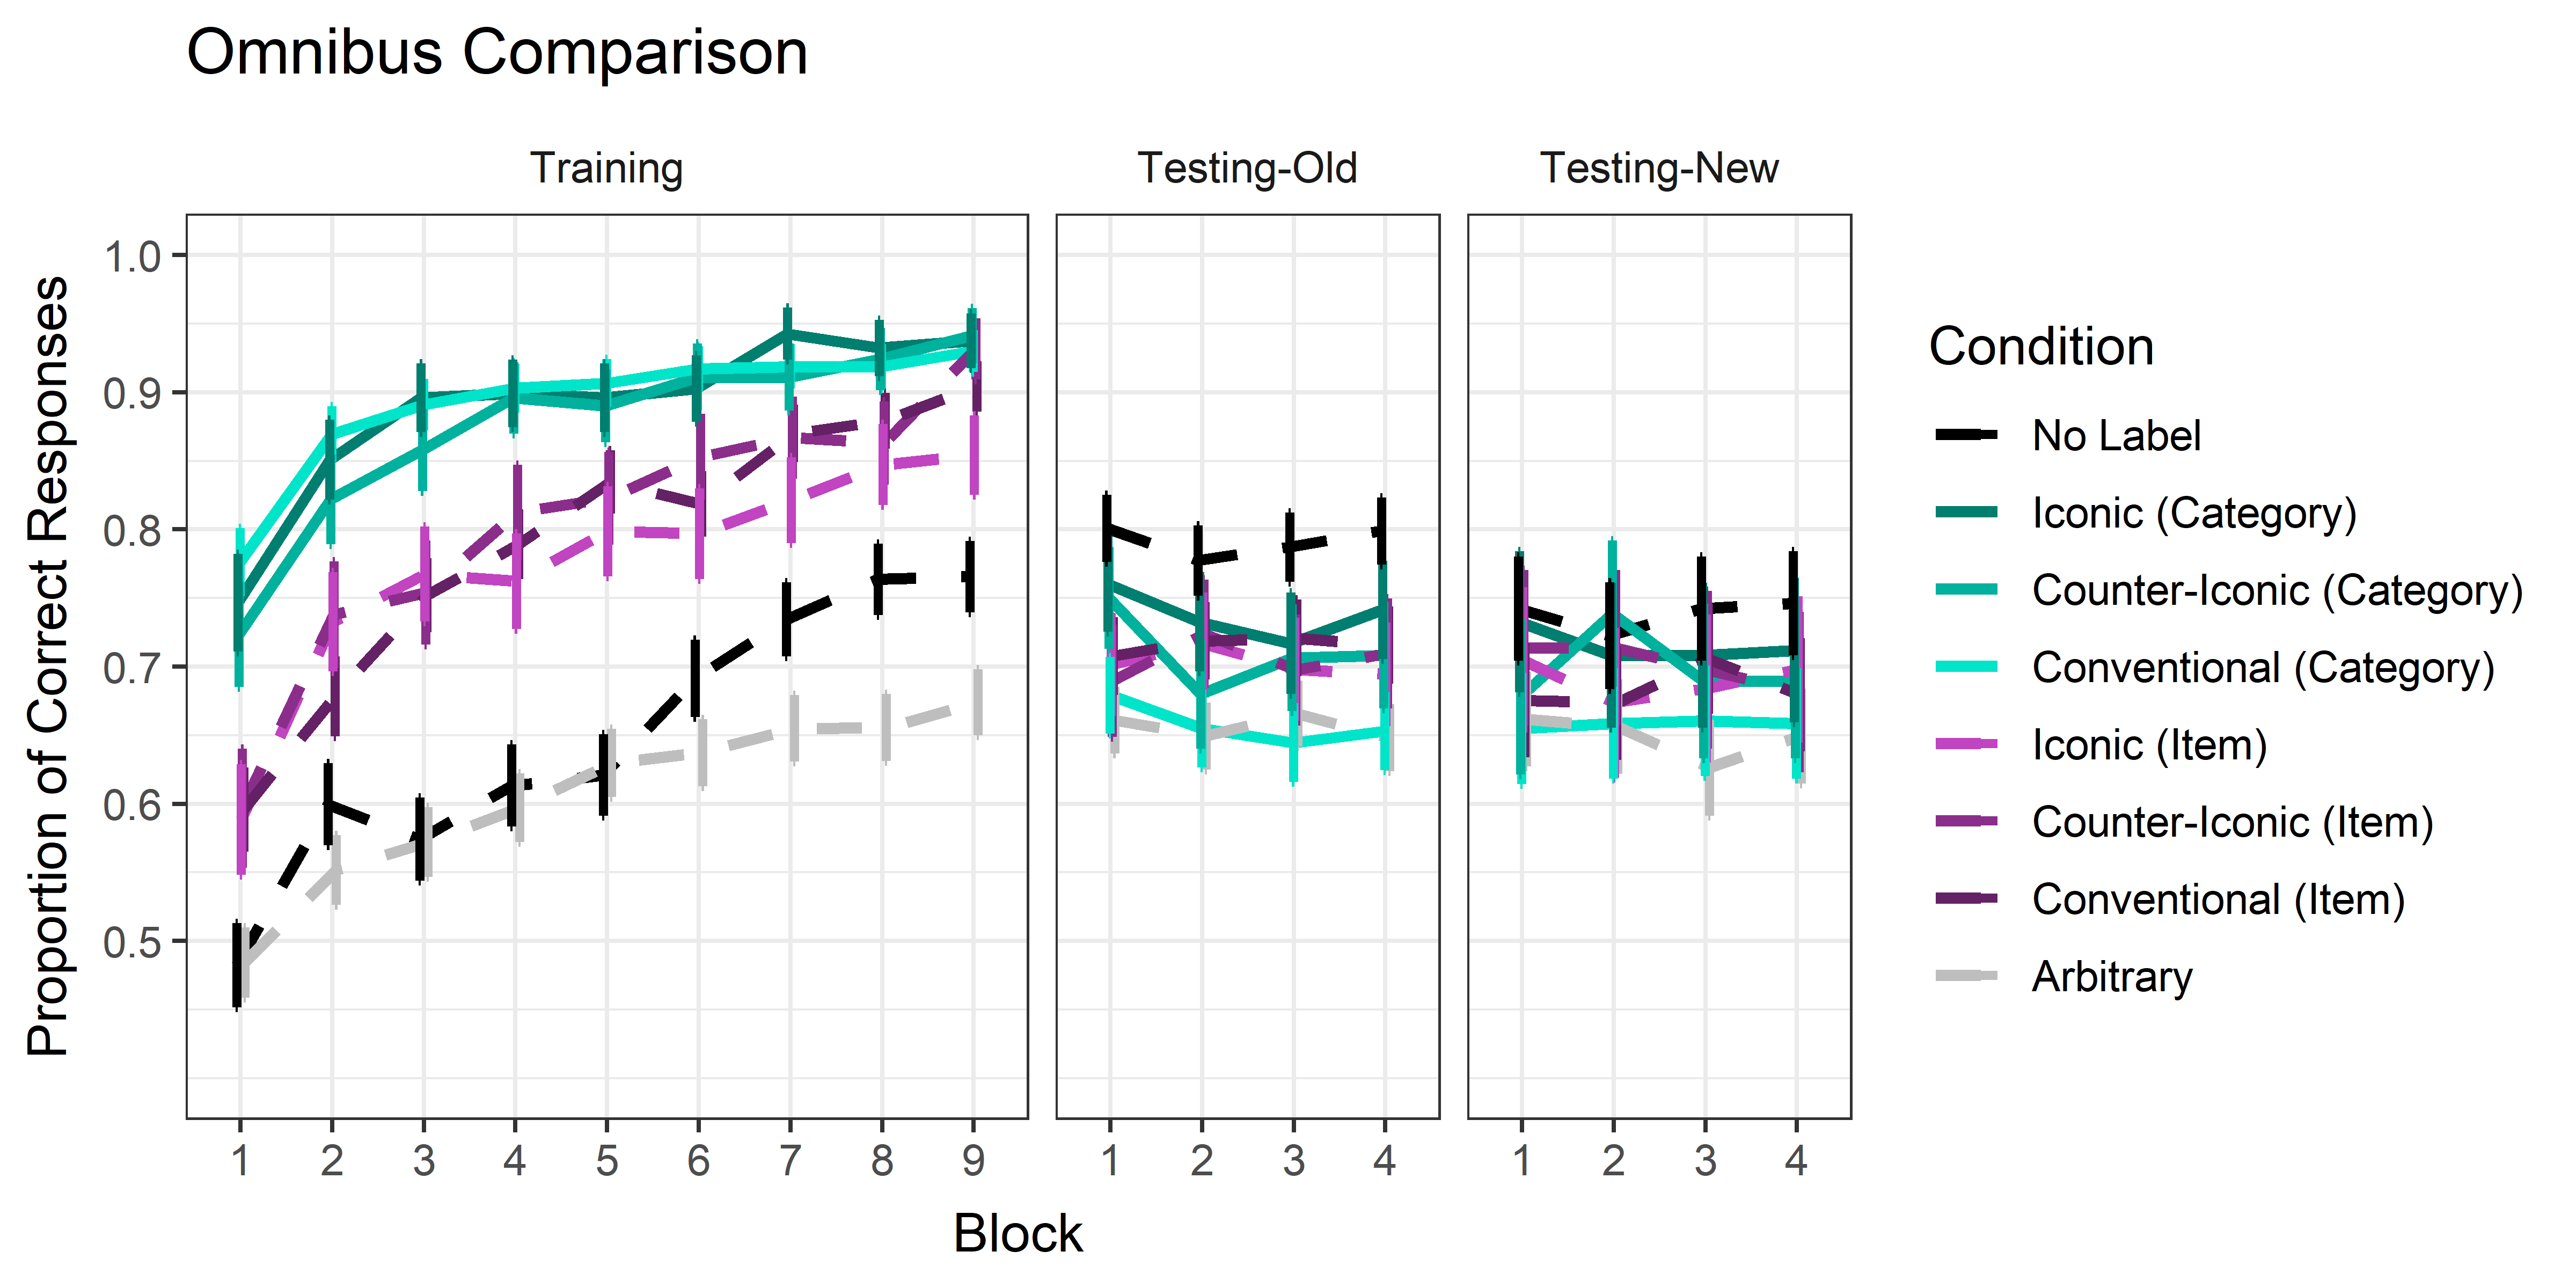 Omnibus Comparison
Training
Testing-Old
Testing-New
Proportion of Correct Responses
1.0
0.9
0.8
0.7
0.6
0.5
1 2 3 4 5 6 7 8 9
1 2 3 4
1 2 3 4
Block
Condition
No Label
Iconic (Category)
Counter-Iconic (Category)
Conventional (Category)
Iconic (Item)
Counter-Iconic (Item)
Conventional (Item)
Arbitrary